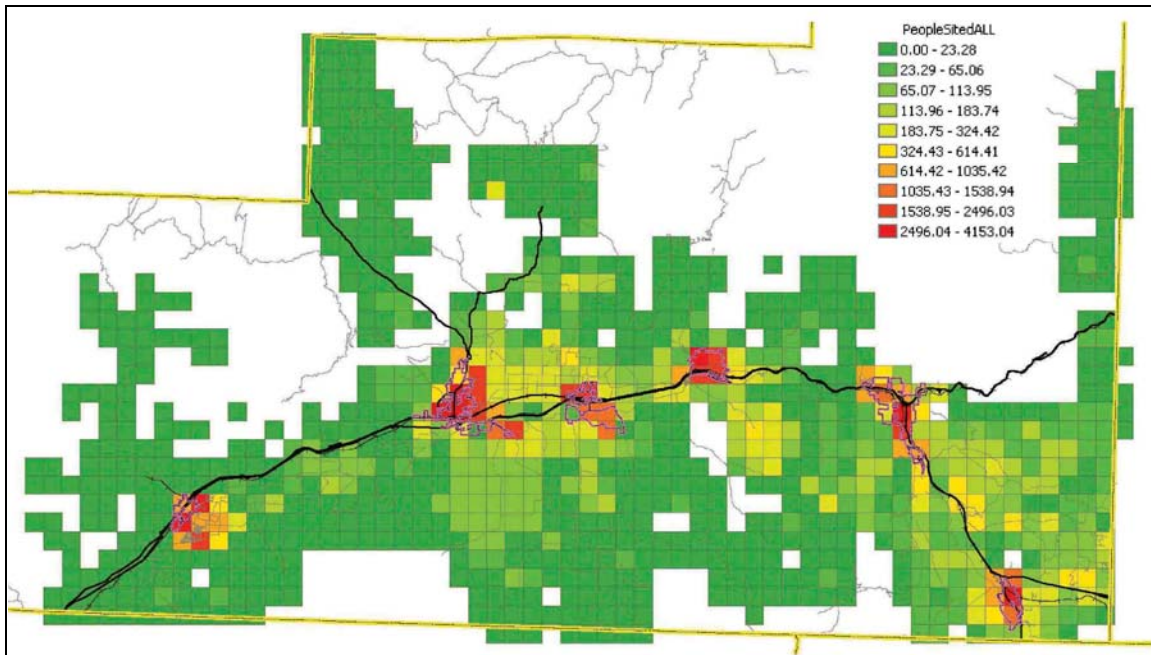 PeopleSitedALL
0.00 - 23.28
23.29 - 65.06
65.07 - 113.95
113.96 - 183.74
183.75 - 324.42
324.43 - 614.41
614.42 - 1035.42
1035.43 - 1538.94
1538.95 - 2496.03
2496.04 - 4153.04